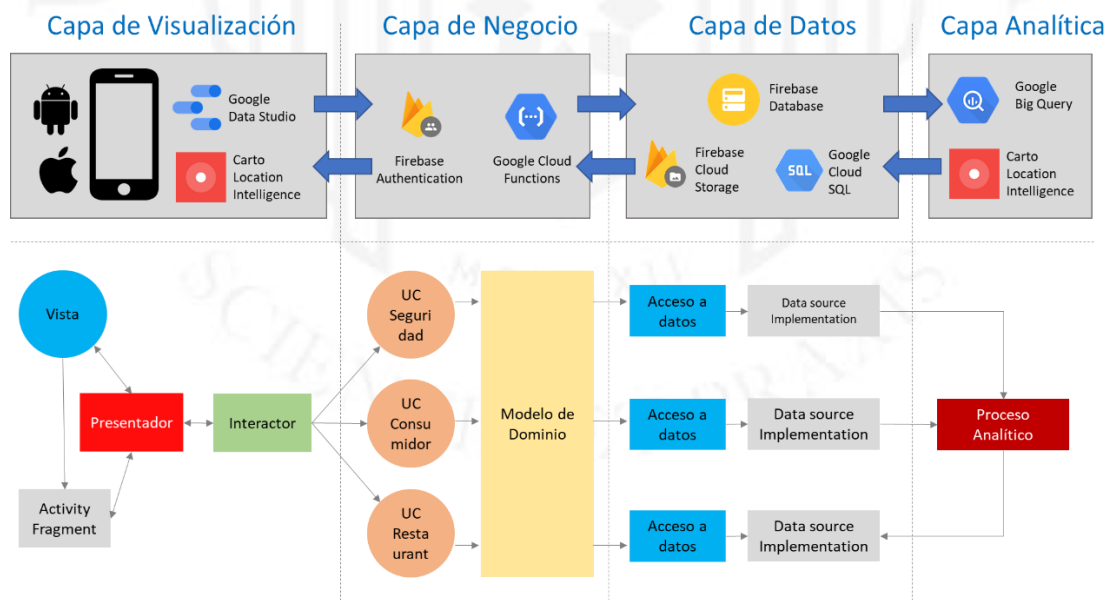 Capa de Visualización
Capa de Negocio
Capa de Datos
Capa Analítica
Google
Data Studio
Carto
Location
Intelligence
Firebase
Authentication
Google Cloud
Functions
Firebase
Database
Firebase
Cloud
Storage
SQL
Google
Cloud
SQL
Google
Big Query
Carto
Location
Intelligence
Vista
Presentador
Activity
Fragment
Interactor
UC
Seguri
dad
UC
Consu
midor
UC
Resta
urant
Modelo de
Dominio
Acceso a
datos
Data source
Implementation
Acceso a
datos
Data source
Implementation
Acceso a
datos
Data source
Implementation
Proceso
Analítico